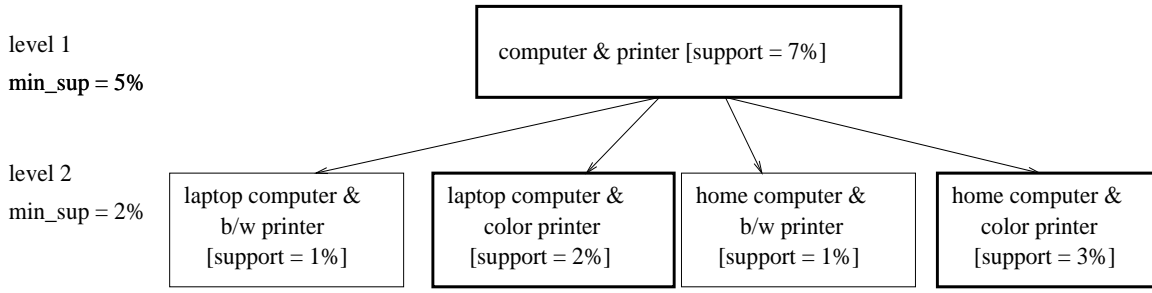 level 1
min_sup = 5%
computer & printer [support = 7%]
level 2
min_sup = 2%
laptop computer &
b/w printer
[support = 1%]
laptop computer &
color printer
[support = 2%]
home computer &
b/w printer
[support = 1%]
home computer &
color printer
[support = 3%]